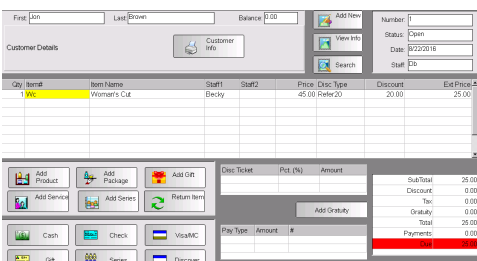 First: Jon Last: Brown Balance: 0.00 Add New Number: 1
Customer Details Customer Info View Info Status: Open
Date: 8/22/2016
Search Staff: Db
Qty Item# Item Name Staff1 Staff2 Price Disc Type Discount Ext Price
1 Wc Woman's Cut Becky 45.00 Refer20 20.00 25.00
Add Product Add Package Add Gift Disc Ticket Pct. (%) Amount
Add Service Add Series Return Item Add Gratuity
SubTotal 25.00
Discount 0.00
Tax 0.00
Gratuity 0.00
Total 25.00
Payments 0.00
Due 25.00
Cash Check Visa/MC Pay Type Amount #
Gift Series Discover